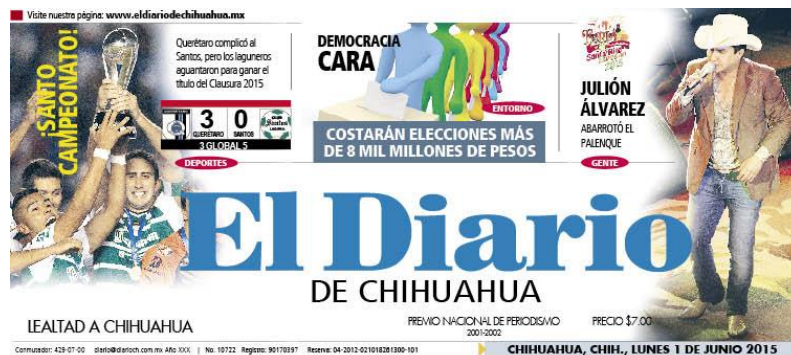 Visite nuestra página: www.eldiariodechihuahua.mx
¡SANTO
CAMPEONATO!
Querétaro complicó al
Santos, pero los laguneros
aguantaron para ganar el
título del Clausura 2015
3 0
QUERÉTARO SANTOS
3 GLOBAL 5
DEPORTES
DEMOCRACIA
CARA
ENTORNO
COSTARÁN ELECCIONES MÁS
DE 8 MIL MILLONES DE PESOS
JULIÓN
ÁLVAREZ
ABARROTÓ EL
PALENQUE
GENTE
El Diario
DE CHIHUAHUA
LEALTAD A CHIHUAHUA
PREMIO NACIONAL DE PERIODISMO
2001-2002
PRECIO $7.00
Conmutador: 429-07-00 diario@diarioch.com.mx Año XXX | No. 10722 Registro: 90170397 Reserva: 04-2012-021018261300-101
CHIHUAHUA, CHIH., LUNES 1 DE JUNIO 2015